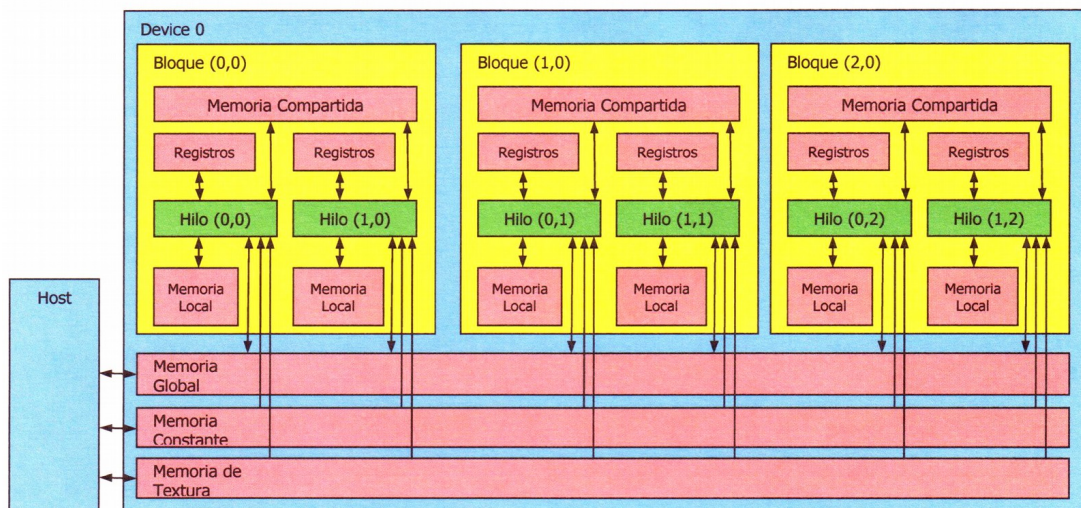 Device 0
Bloque (0,0)
Bloque (1,0)
Bloque (2,0)
Memoria Compartida
Memoria Compartida
Memoria Compartida
Registros
Registros
Registros
Registros
Registros
Registros
Hilo (0,0)
Hilo (1,0)
Hilo (0,1)
Hilo (1,1)
Hilo (0,2)
Hilo (1,2)
Memoria
Local
Memoria
Local
Memoria
Local
Memoria
Local
Memoria
Local
Memoria
Local
Host
Memoria
Global
Memoria
Constante
Memoria de
Textura